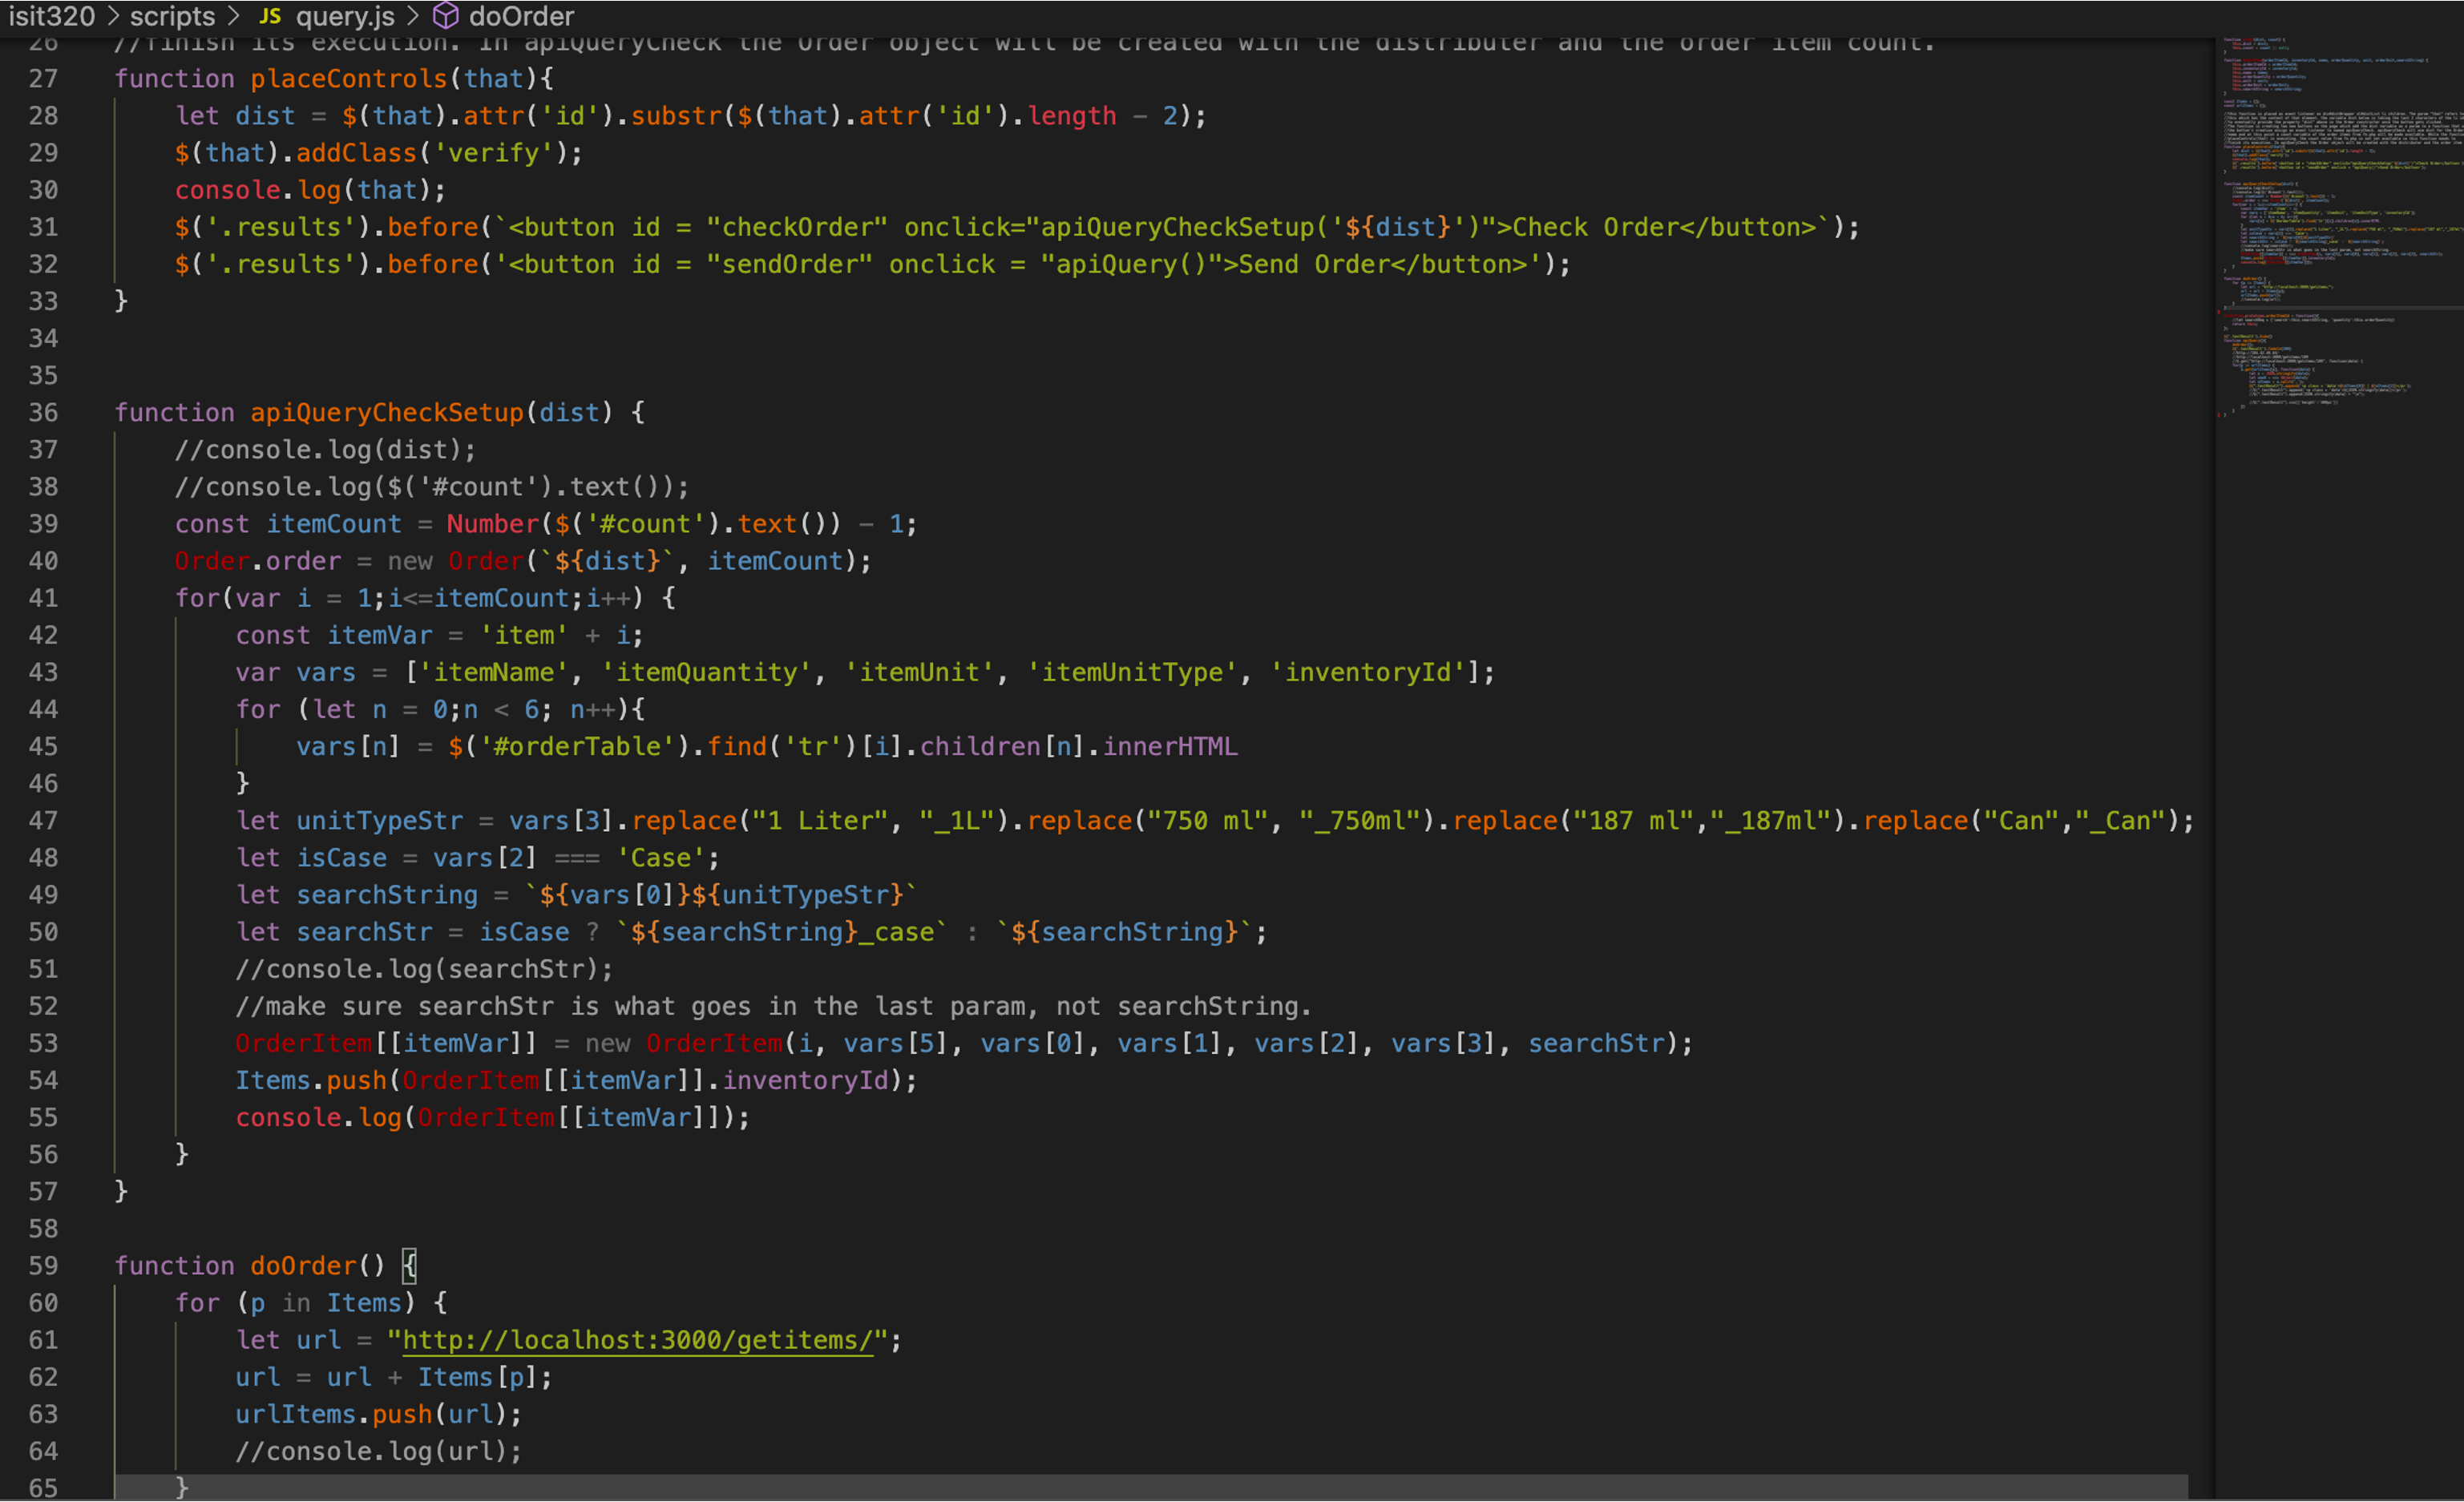 isit320 > scripts > JS query.js > doOrder
26 //finish its execution. In apiQueryCheck the Order object will be created with the distributer and the order item count.
27 function placeControls(that){
28 let dist = $(that).attr('id').substr($(that).attr('id').length - 2);
29 $(that).addClass('verify');
30 console.log(that);
31 $('.results').before(`<button id = "checkOrder" onclick="apiQueryCheckSetup('${dist}')">Check Order</button>`);
32 $('.results').before('<button id = "sendOrder" onclick = "apiQuery()">Send Order</button>');
33 }
34
35
36 function apiQueryCheckSetup(dist) {
37 //console.log(dist);
38 //console.log($('#count').text());
39 const itemCount = Number($('#count').text()) - 1;
40 Order.order = new Order(`${dist}`, itemCount);
41 for(var i = 1;i<=itemCount;i++) {
42 const itemVar = 'item' + i;
43 var vars = ['itemName', 'itemQuantity', 'itemUnit', 'itemUnitType', 'inventoryId'];
44 for (let n = 0;n < 6; n++){
45 vars[n] = $('#orderTable').find('tr')[i].children[n].innerHTML
46 }
47 let unitTypeStr = vars[3].replace("1 Liter", "_1L").replace("750 ml", "_750ml").replace("187 ml","_187ml").replace("Can","_Can");
48 let isCase = vars[2] === 'Case';
49 let searchString = `${vars[0]}${unitTypeStr}`
50 let searchStr = isCase ? `${searchString}_case` : `${searchString}`;
51 //console.log(searchStr);
52 //make sure searchStr is what goes in the last param, not searchString.
53 OrderItem[[itemVar]] = new OrderItem(i, vars[5], vars[0], vars[1], vars[2], vars[3], searchStr);
54 Items.push(OrderItem[[itemVar]].inventoryId);
55 console.log(OrderItem[[itemVar]]);
56 }
57 }
58
59 function doOrder() {
60 for (p in Items) {
61 let url = "http://localhost:3000/getitems/";
62 url = url + Items[p];
63 urlItems.push(url);
64 //console.log(url);
65 }